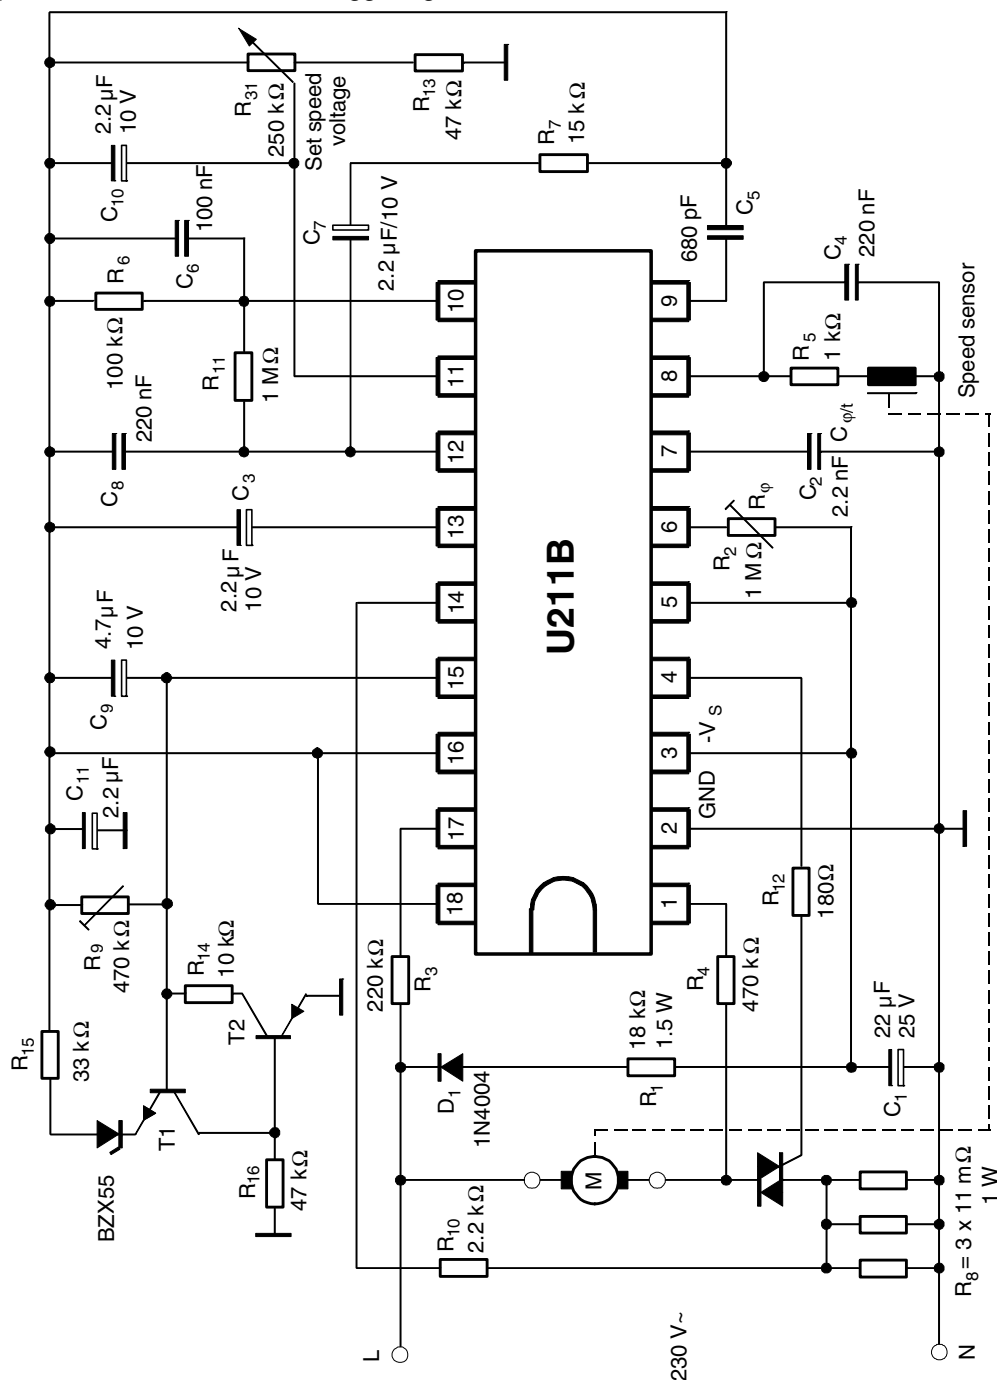 L
R10
2.2 kΩ
230 V~
N
R8 = 3 x 11 mΩ
1 W
M
BZX55
R15
33 kΩ
T1
R16
47 kΩ
T2
R14
10 kΩ
R9
470 kΩ
C11
2.2 µF
C9
4.7µF
10 V
D1
1N4004
R1
18 kΩ
1.5 W
C1
22 µF
25 V
220 kΩ
R3
R4
470 kΩ
R12
180Ω
GND
-VS
18
17
16
15
14
13
12
11
10
U211B
1
2
3
4
5
6
7
8
9
C3
2.2 µF
10 V
C8
220 nF
R11
1 MΩ
R6
100 kΩ
C6
100 nF
C10
2.2 µF
10 V
R31
250 kΩ
Set speed
voltage
R13
47 kΩ
C7
2.2 µF/10 V
R7
15 kΩ
680 pF
C5
R2
1 MΩ
Rφ
C2
2.2 nF
Cφ/t
R5
1 kΩ
C4
220 nF
Speed sensor